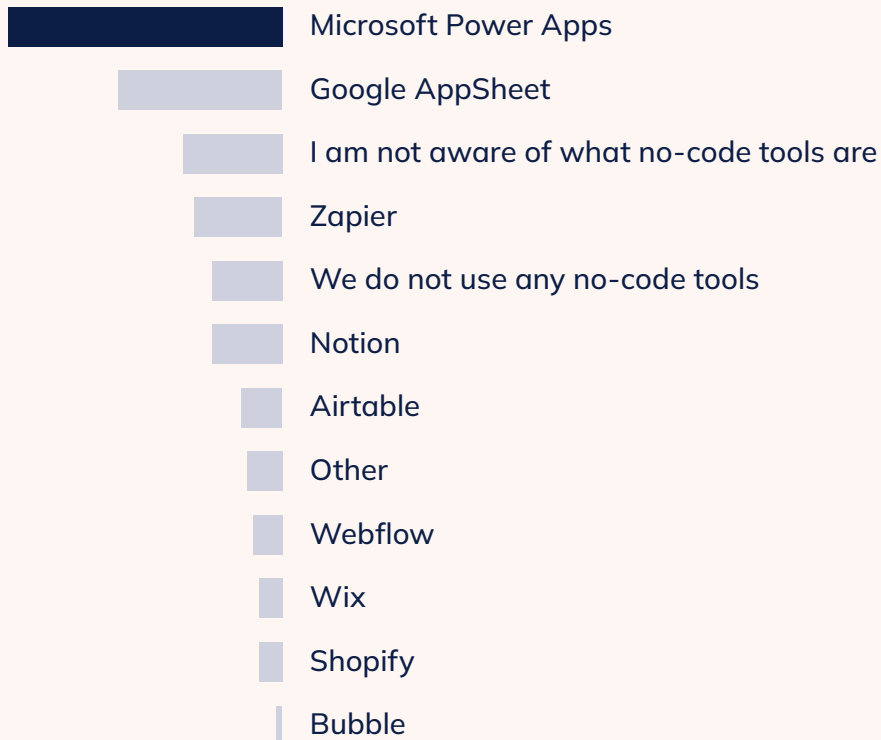 Microsoft Power Apps
Google AppSheet
I am not aware of what no-code tools are
Zapier
We do not use any no-code tools
Notion
Airtable
Other
Webflow
Wix
Shopify
Bubble